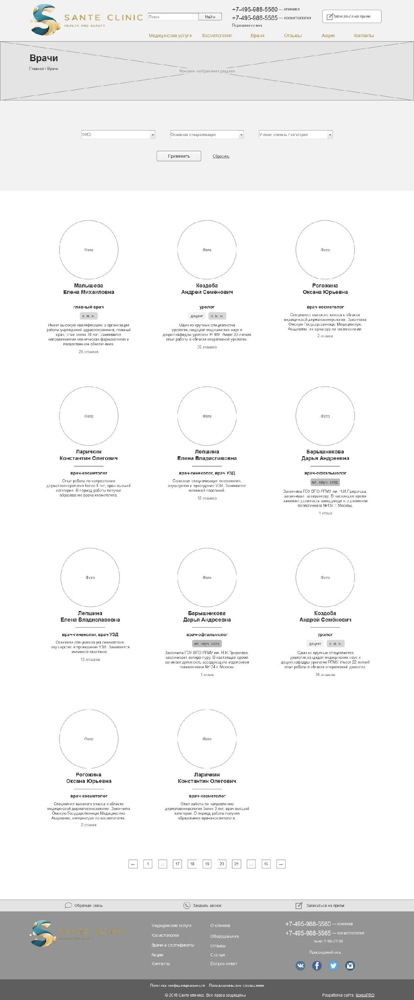 SANTE CLINIC
HEALTH AND BEAUTY
Поиск
Найти
+7-495-988-5560 — клиника
+7-495-988-5565 — косметология
Перезвоните мне
Записаться на прием
Медицинские услуги
Косметология
Врачи
Отзывы
Акции
Контакты
Врачи
Главная / Врачи
Фоновое изображение раздела
ФИО
Основная специализация
Учёная степень / категория
Применить
Сбросить
Фото
Малышева
Елена Михайловна
главный врач
к. м. н.
Имеет высокую квалификацию в организации
работы учреждений здравоохранения, главный
врач, стаж более 30 лет. Занимается
направлениями клиническая фармакология и
лекарственное обеспечение.
24 отзывов
Фото
Коздоба
Андрей Семёнович
уролог
доцент
к. м. н.
Один из крупных специалистов
урологии,кандидат медицинских наук и
доцент.кафедры урологии РГМУ. Имеет 22-летний
опыт работы в области оперативной урологии.
36 отзывов
Фото
Рогожина
Оксана Юрьевна
врач-косметолог
Специалист высокого класса в области
медицинской дерматовенерологии. Закончила
Омскую Государственную Медицинскую
Академию, интернатуру по косметологии.
2 отзыва
Фото
Ларичкин
Константин Олегович
врач-косметолог
Опыт работы по направлению
дерматовенерология более 8 лет, врач высшей
категории. В период работы получил
образование врача-косметолога.
Фото
Лепшина
Елена Владиславовна
врач-гинеколог, врач УЗД
Основная специализация гинекология,
акушерство и проведение УЗИ. Занимается
интимной пластикой.
12 отзывов
Фото
Барышникова
Дарья Андреевна
врач-офтальмолог
мл. науч. сотр.
Закончила ГОУ ВПО РГМУ им. Н.И.Пирогова,
заканчивает аспирантуру. В настоящее время
занимает должность заведующего отделением
поликлиники №134 г. Москвы.
1 отзыв
Фото
Лепшина
Елена Владиславовна
врач-гинеколог, врач УЗД
Основная специализация гинекология,
акушерство и проведение УЗИ. Занимается
интимной пластикой.
12 отзывов
Фото
Барышникова
Дарья Андреевна
врач-офтальмолог
мл. науч. сотр.
Закончила ГОУ ВПО РГМУ им. Н.И.Пирогова,
заканчивает аспирантуру. В настоящее время
занимает должность заведующего отделением
поликлиники №134 г. Москвы.
1 отзыв
Фото
Коздоба
Андрей Семёнович
уролог
доцент
к. м. н.
Один из крупных специалистов
урологии,кандидат медицинских наук и
доцент.кафедры урологии РГМУ. Имеет 22-летний
опыт работы в области оперативной урологии.
36 отзывов
Фото
Рогожина
Оксана Юрьевна
врач-косметолог
Специалист высокого класса в области
медицинской дерматовенерологии. Закончила
Омскую Государственную Медицинскую
Академию, интернатуру по косметологии.
2 отзыва
Фото
Ларичкин
Константин Олегович
врач-косметолог
Опыт работы по направлению
дерматовенерология более 8 лет, врач высшей
категории. В период работы получил
образование врача-косметолога.
← 1 ... 17 18 19 20 21 ... 46 →
Обратная связь
Заказать звонок
Записаться на приём
SANTE CLINIC
HEALTH AND BEAUTY
Медицинские услуги
Косметология
Врачи и сертификаты
Акции
Контакты
О клинике
Оборудование
Отзывы
Статьи
Вопрос-ответ
+7-495-988-5560 — клиника
+7-495-988-5565 — косметология
пн-вс 9:00–21:00
Присоединяйтесь
Политика конфиденциальности
Пользовательское соглашение
© 2016 Санте клиника. Все права защищены
Разработка сайта: NovoxPRO